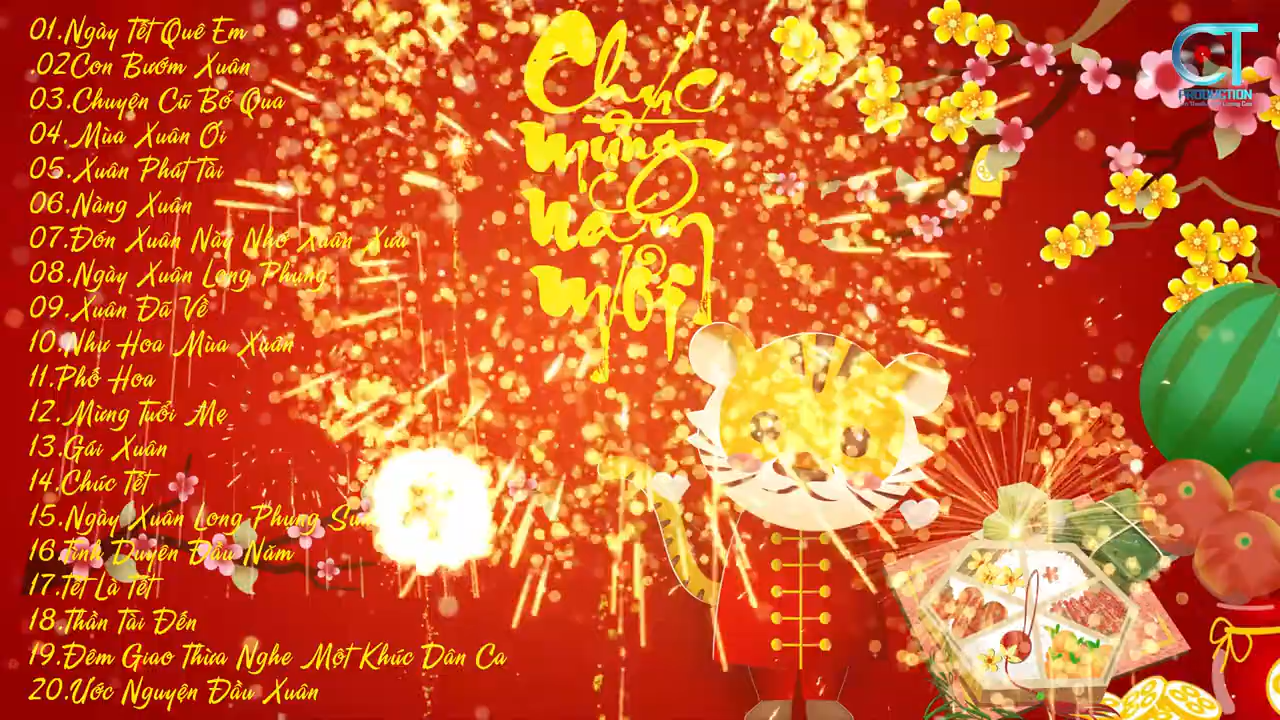 01.Ngày Tết Quê Em
.02Con Bướm Xuân
03.Chuyện Cũ Bỏ Qua
04.Mùa Xuân Ơi
05.Xuân Phát Tài
06.Nàng Xuân
07.Đón Xuân Này Nhớ Xuân Xưa
08.Ngày Xuân Long Phụng
09.Xuân Đã Về
10.Như Hoa Mùa Xuân
11.Phố Hoa
12.Mừng Tuổi Mẹ
13.Gái Xuân
14.Chúc Tết
15.Ngày Xuân Long Phụng
16.Tình Duyên Đầu Năm
17.Tết Là Tết
18.Thần Tài Đến
19.Đêm Giao Thừa Nghe Một Khúc Dân Ca
20.Ước Nguyện Đầu Xuân
Chúc
mừng
năm
mới
CT
PRODUCTION